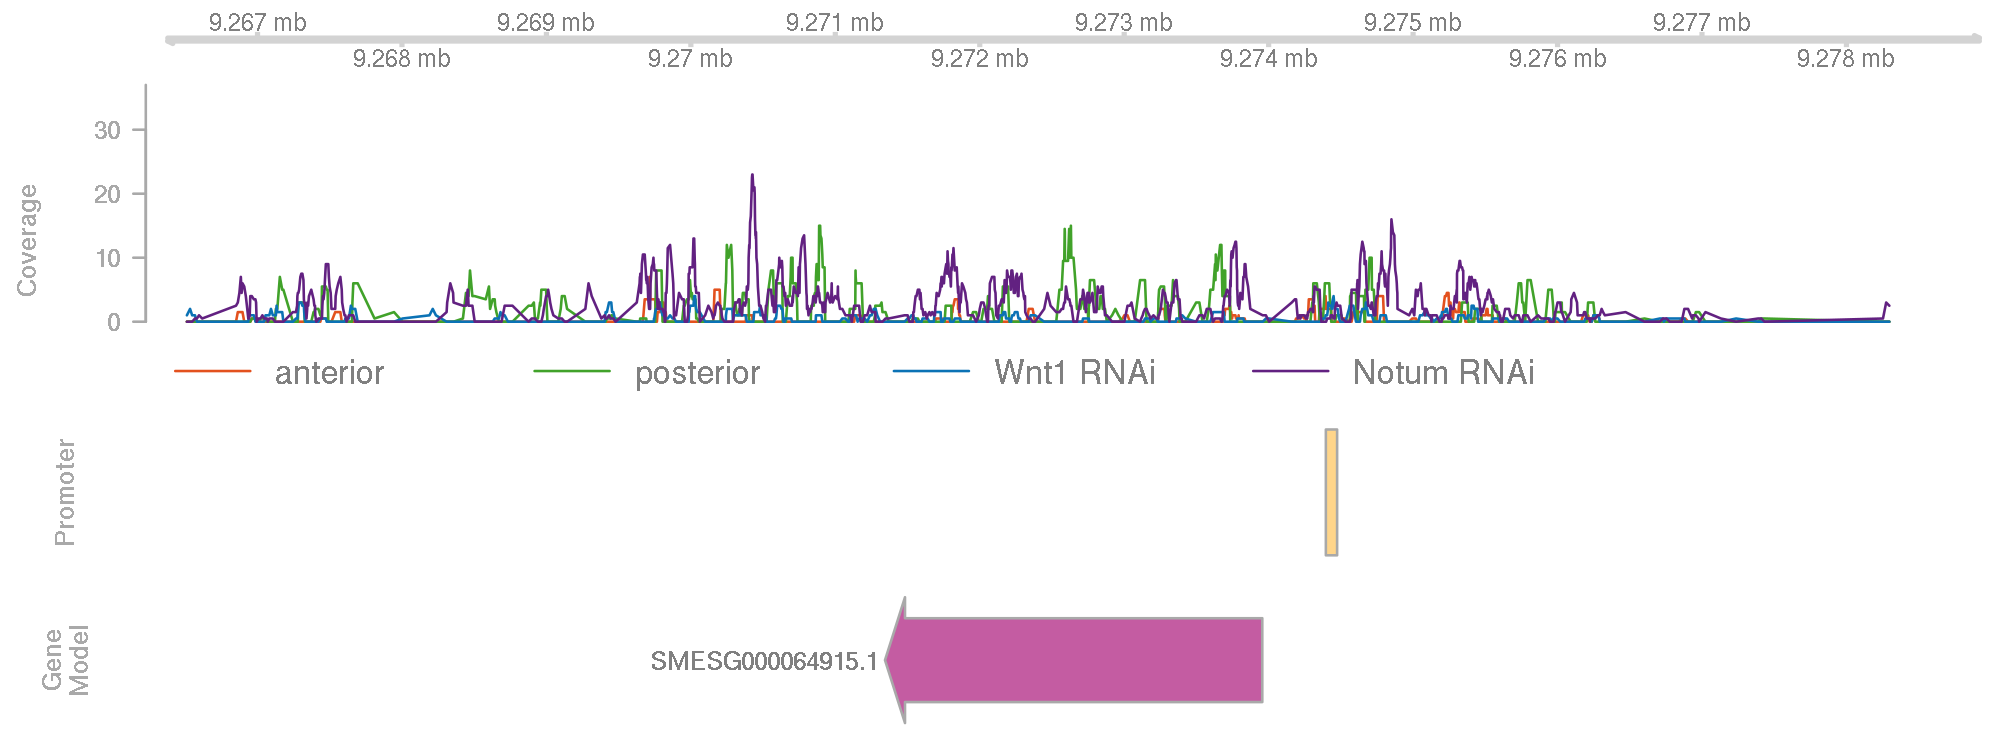 9.267 mb 9.269 mb 9.271 mb 9.273 mb 9.275 mb 9.277 mb
9.268 mb 9.27 mb 9.272 mb 9.274 mb 9.276 mb 9.278 mb
Coverage
30
20
10
0
anterior posterior Wnt1 RNAi Notum RNAi
Promoter
Gene
Model
SMESG000064915.1